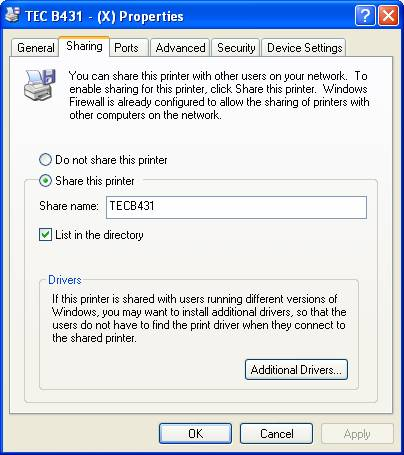 TEC B431 - (X) Properties
General Sharing Ports Advanced Security Device Settings
You can share this printer with other users on your network. To
enable sharing for this printer, click Share this printer. Windows
Firewall is already configured to allow the sharing of printers with
other computers on the network.
Do not share this printer
Share this printer
Share name: TECB431
List in the directory
Drivers
If this printer is shared with users running different versions of
Windows, you may want to install additional drivers, so that the
users do not have to find the print driver when they connect to
the shared printer.
Additional Drivers...
OK Cancel Apply